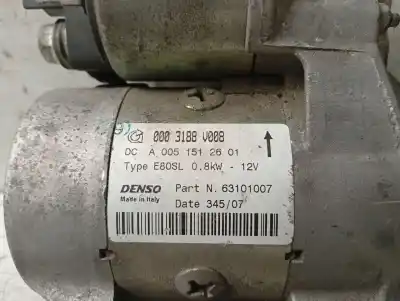 000 3188 V008
DC A 005 151 26 01
Type E80SL 0,8kW - 12V
DENSO Part N. 63101007
Made in Italy Date 345/07